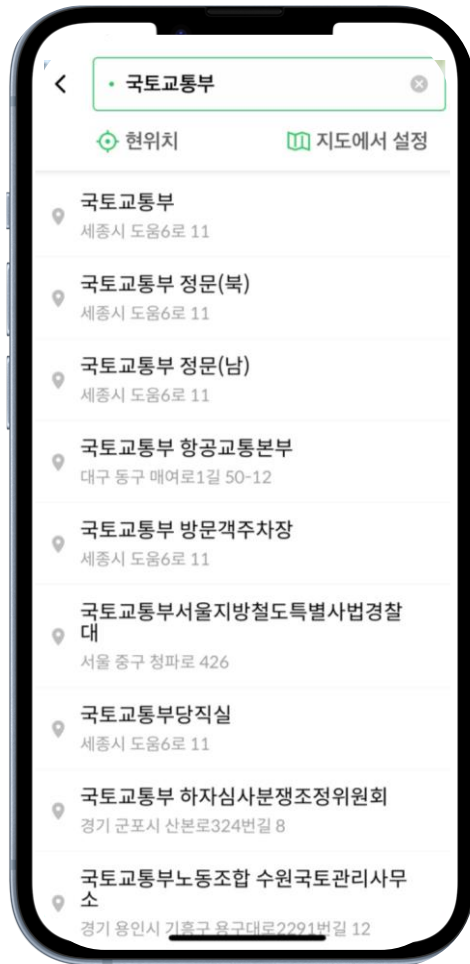 국토교통부
현위치
지도에서 설정
국토교통부
세종시 도움6로 11
국토교통부 정문(북)
세종시 도움6로 11
국토교통부 정문(남)
세종시 도움6로 11
국토교통부 항공교통본부
대구 동구 매여로1길 50-12
국토교통부 방문객주차장
세종시 도움6로 11
국토교통부서울지방철도특별사법경찰
대
서울 중구 청파로 426
국토교통부당직실
세종시 도움6로 11
국토교통부 하자심사분쟁조정위원회
경기 군포시 산본로324번길 8
국토교통부노동조합 수원국토관리사무
소
경기 용인시 기흥구 용구대로2291번길 12